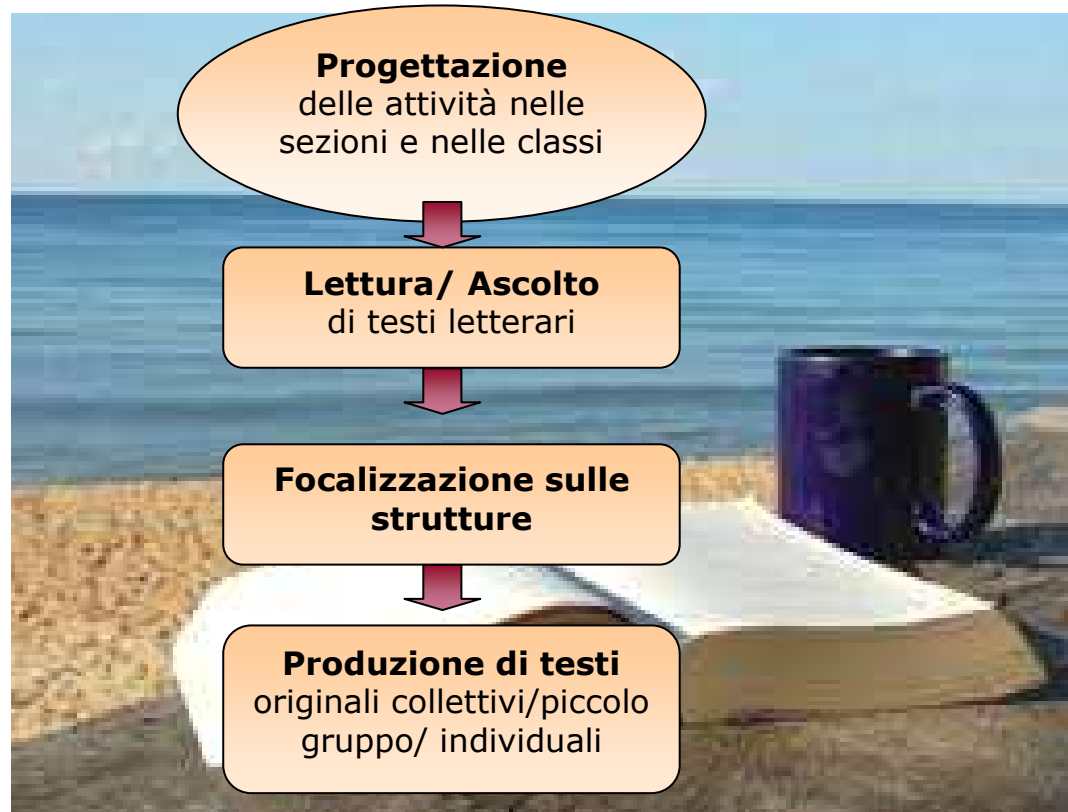 Progettazione
delle attività nelle
sezioni e nelle classi
Lettura/ Ascolto
di testi letterari
Focalizzazione sulle
strutture
Produzione di testi
originali collettivi/piccolo
gruppo/ individuali